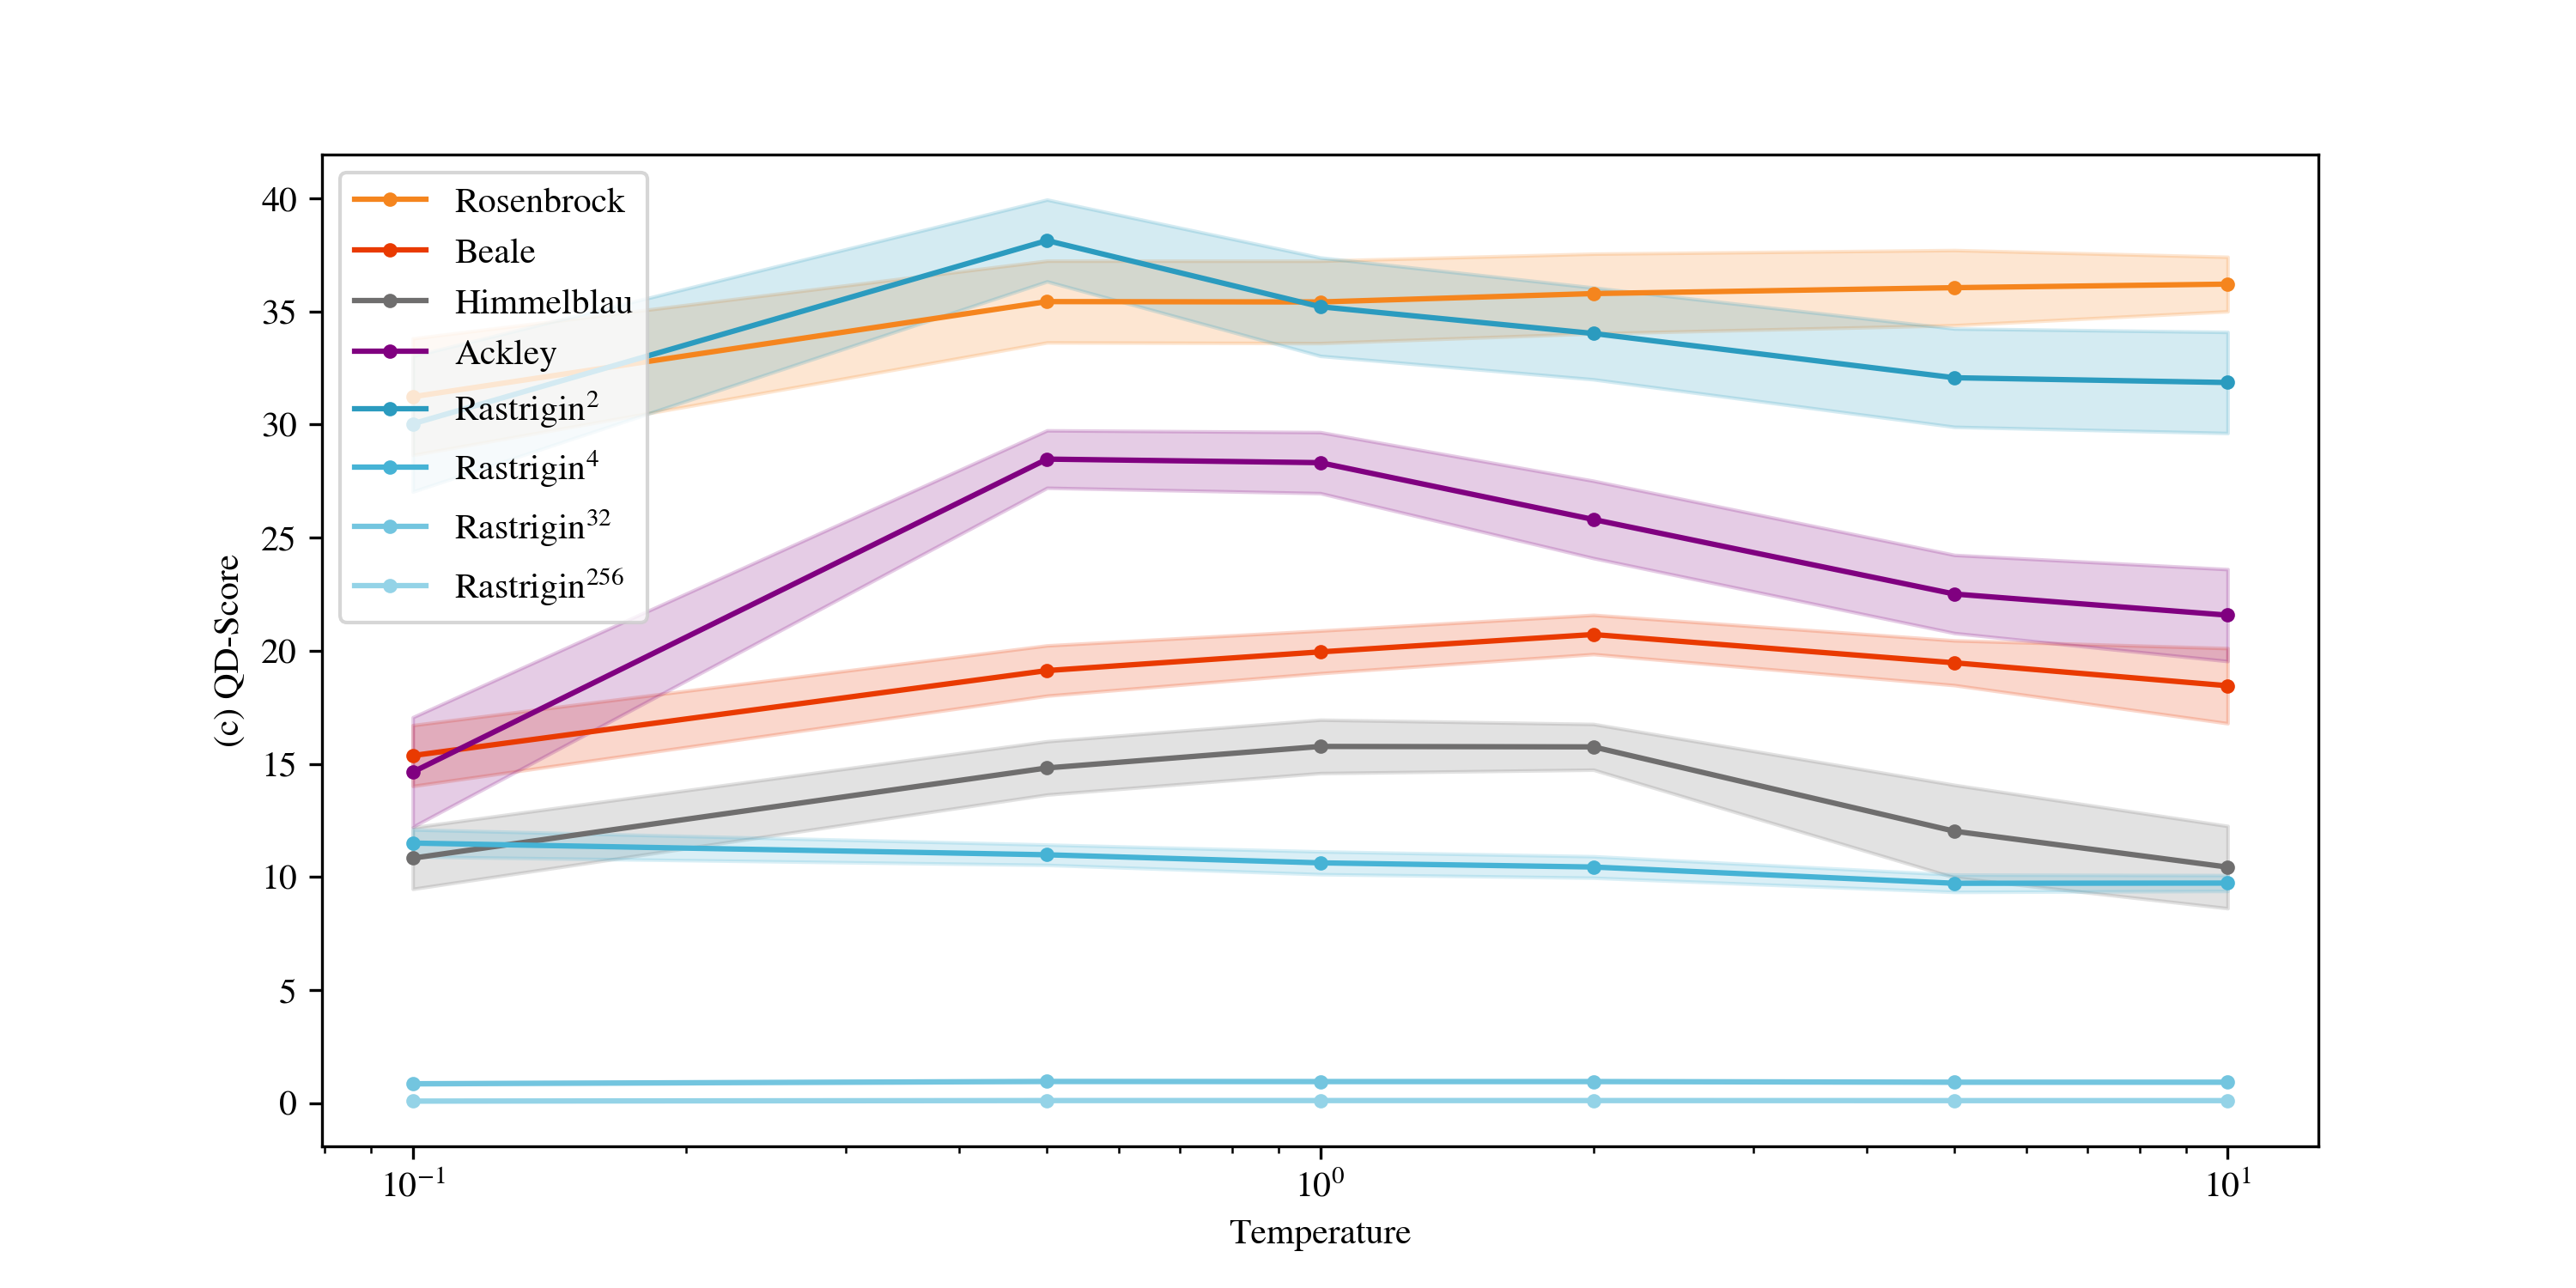 (c) QD-Score
40
35
30
25
20
15
10
5
0
Rosenbrock
Beale
Himmelblau
Ackley
Rastrigin²
Rastrigin⁴
Rastrigin³²
Rastrigin²⁵⁶
10⁻¹ 10⁰ 10¹
Temperature